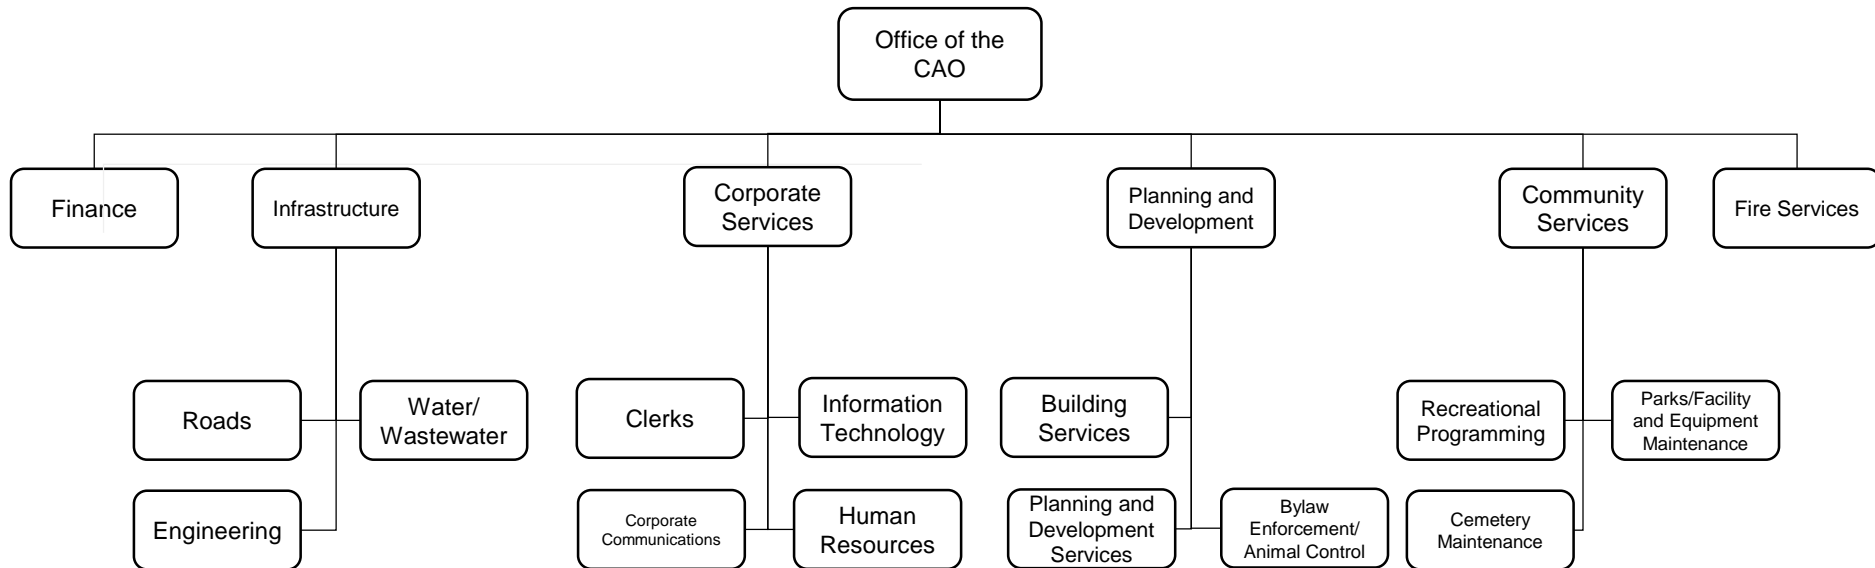 Office of the
CAO
Finance
Infrastructure
Corporate
Services
Planning and
Development
Community
Services
Fire Services
Roads
Water/
Wastewater
Engineering
Clerks
Information
Technology
Corporate
Communications
Human
Resources
Building
Services
Planning and
Development
Services
Bylaw
Enforcement/
Animal Control
Recreational
Programming
Parks/Facility
and Equipment
Maintenance
Cemetery
Maintenance